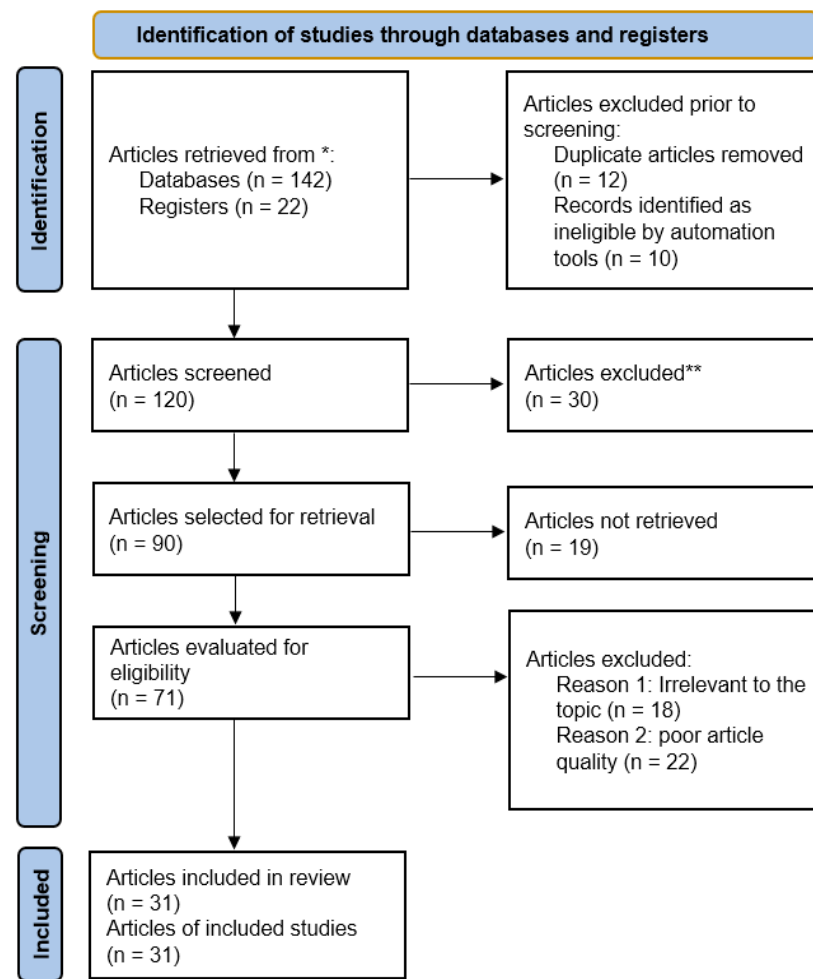 Identification of studies through databases and registers
Identification
Articles retrieved from *:
Databases (n = 142)
Registers (n = 22)
Articles excluded prior to
screening:
Duplicate articles removed
(n = 12)
Records identified as
ineligible by automation
tools (n = 10)
Screening
Articles screened
(n = 120)
Articles excluded**
(n = 30)
Articles selected for retrieval
(n = 90)
Articles not retrieved
(n = 19)
Articles evaluated for
eligibility
(n = 71)
Articles excluded:
Reason 1: Irrelevant to the
topic (n = 18)
Reason 2: poor article
quality (n = 22)
Included
Articles included in review
(n = 31)
Articles of included studies
(n = 31)